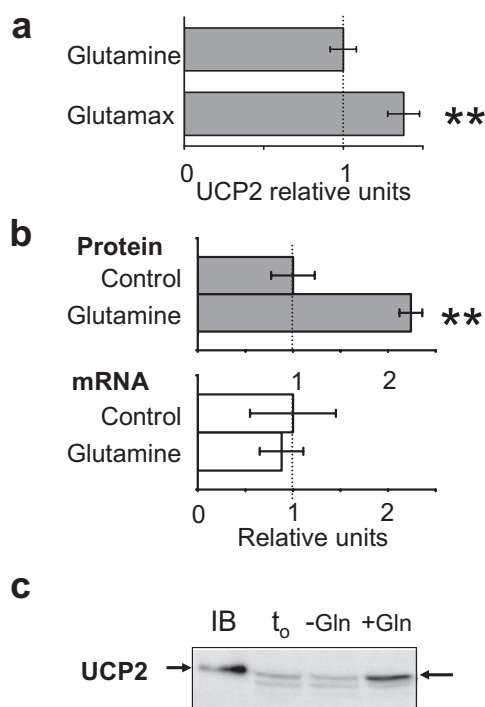 a
Glutamine
Glutamax
**
0 1
UCP2 relative units
b
Protein
Control
Glutamine
**
1 2
mRNA
Control
Glutamine
0 1 2
Relative units
c
IB to -Gln +Gln
UCP2